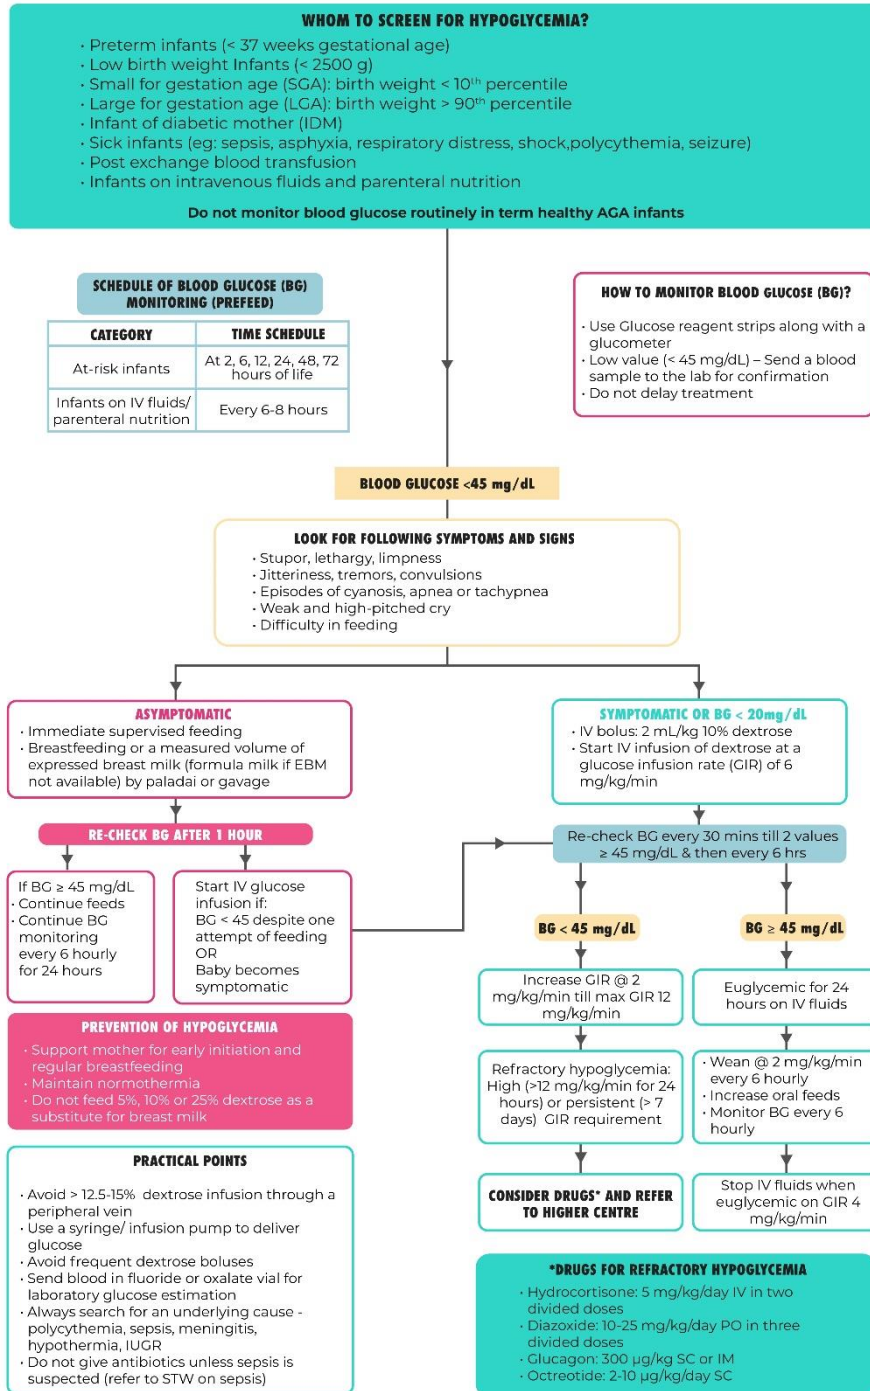 WHOM TO SCREEN FOR HYPOGLYCEMIA?
· Preterm infants (< 37 weeks gestational age)
· Low birth weight Infants (< 2500 g)
· Small for gestation age (SGA): birth weight < 10th percentile
· Large for gestation age (LGA): birth weight > 90th percentile
· Infant of diabetic mother (IDM)
· Sick infants (eg: sepsis, asphyxia, respiratory distress, shock,polycythemia, seizure)
· Post exchange blood transfusion
· Infants on intravenous fluids and parenteral nutrition
Do not monitor blood glucose routinely in term healthy AGA infants
SCHEDULE OF BLOOD GLUCOSE (BG)
MONITORING (PREFEED)
CATEGORY
TIME SCHEDULE
At-risk infants
At 2, 6, 12, 24, 48, 72
hours of life
Infants on IV fluids/
parenteral nutrition
Every 6-8 hours
HOW TO MONITOR BLOOD GLUCOSE (BG)?
· Use Glucose reagent strips along with a
glucometer
· Low value (< 45 mg/dL) – Send a blood
sample to the lab for confirmation
· Do not delay treatment
BLOOD GLUCOSE <45 mg/dL
LOOK FOR FOLLOWING SYMPTOMS AND SIGNS
· Stupor, lethargy, limpness
· Jitteriness, tremors, convulsions
· Episodes of cyanosis, apnea or tachypnea
· Weak and high-pitched cry
· Difficulty in feeding
ASYMPTOMATIC
· Immediate supervised feeding
· Breastfeeding or a measured volume of
expressed breast milk (formula milk if EBM
not available) by paladai or gavage
RE-CHECK BG AFTER 1 HOUR
If BG ≥ 45 mg/dL
· Continue feeds
· Continue BG
monitoring
every 6 hourly
for 24 hours
Start IV glucose
infusion if:
BG < 45 despite one
attempt of feeding
OR
Baby becomes
symptomatic
SYMPTOMATIC OR BG < 20mg/dL
· IV bolus: 2 mL/kg 10% dextrose
· Start IV infusion of dextrose at a
glucose infusion rate (GIR) of 6
mg/kg/min
Re-check BG every 30 mins till 2 values
≥ 45 mg/dL & then every 6 hrs
BG < 45 mg/dL
Increase GIR @ 2
mg/kg/min till max GIR 12
mg/kg/min
Refractory hypoglycemia:
High (>12 mg/kg/min for 24
hours) or persistent (> 7
days) GIR requirement
CONSIDER DRUGS* AND REFER
TO HIGHER CENTRE
BG ≥ 45 mg/dL
Euglycemic for 24
hours on IV fluids
· Wean @ 2 mg/kg/min
every 6 hourly
· Increase oral feeds
· Monitor BG every 6
hourly
Stop IV fluids when
euglycemic on GIR 4
mg/kg/min
PREVENTION OF HYPOGLYCEMIA
· Support mother for early initiation and
regular breastfeeding
· Maintain normothermia
· Do not feed 5%, 10% or 25% dextrose as a
substitute for breast milk
PRACTICAL POINTS
· Avoid > 12.5-15% dextrose infusion through a
peripheral vein
· Use a syringe/ infusion pump to deliver
glucose
· Avoid frequent dextrose boluses
· Send blood in fluoride or oxalate vial for
laboratory glucose estimation
· Always search for an underlying cause -
polycythemia, sepsis, meningitis,
hypothermia, IUGR
· Do not give antibiotics unless sepsis is
suspected (refer to STW on sepsis)
*DRUGS FOR REFRACTORY HYPOGLYCEMIA
· Hydrocortisone: 5 mg/kg/day IV in two
divided doses
· Diazoxide: 10-25 mg/kg/day PO in three
divided doses
· Glucagon: 300 µg/kg SC or IM
· Octreotide: 2-10 µg/kg/day SC